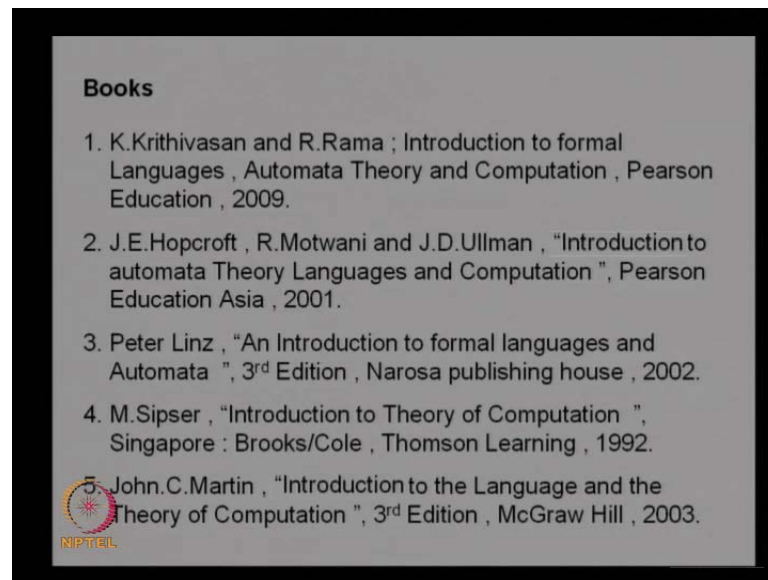 Books
1. K.Krithivasan and R.Rama ; Introduction to formal
Languages , Automata Theory and Computation , Pearson
Education , 2009.
2. J.E.Hopcroft , R.Motwani and J.D.Ullman , “Introduction to
automata Theory Languages and Computation ”, Pearson
Education Asia , 2001.
3. Peter Linz , “An Introduction to formal languages and
Automata ”, 3rd Edition , Narosa publishing house , 2002.
4. M.Sipser , “Introduction to Theory of Computation ”,
Singapore : Brooks/Cole , Thomson Learning , 1992.
5. John.C.Martin , “Introduction to the Language and the
Theory of Computation ”, 3rd Edition , McGraw Hill , 2003.
NPTEL